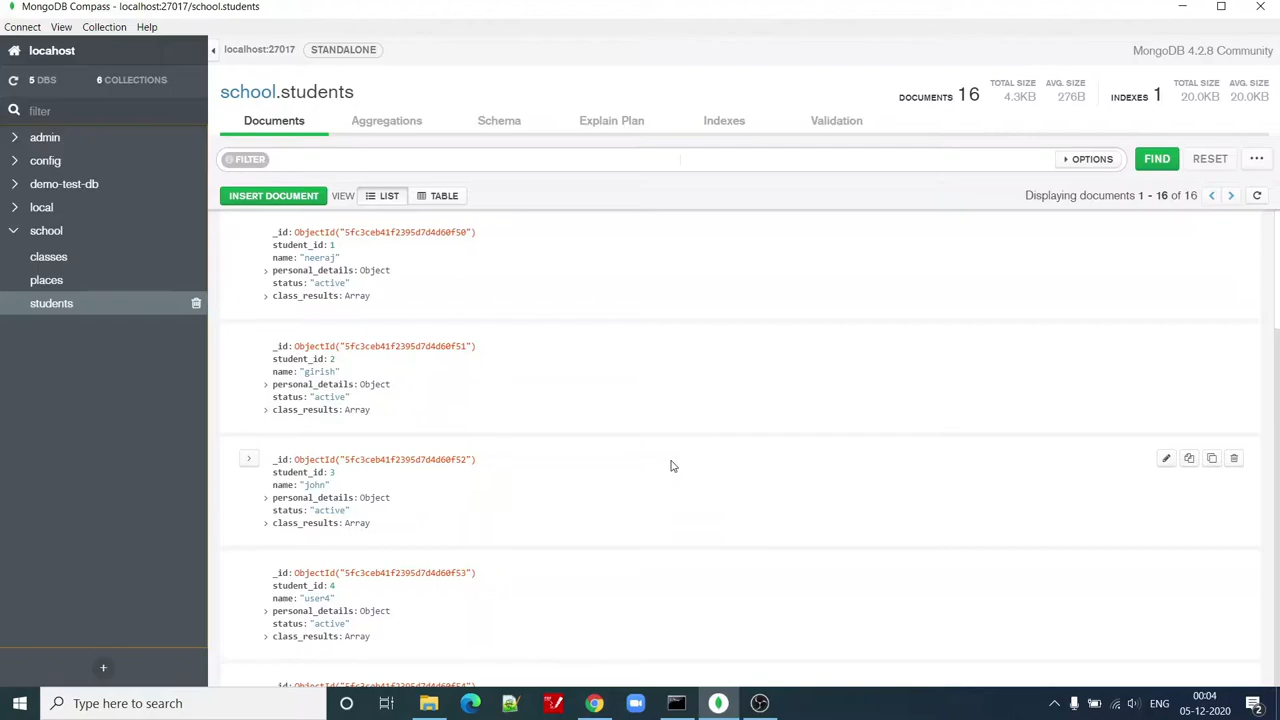 MongoDB Compass - localhost:27017/school.students
Connect View Collection Help
locahost
5 DBS 6 COLLECTIONS
filter
admin
config
demo-test-db
local
school
classes
places
students
localhost:27017 STANDALONE MongoDB 4.2.8 Community
school.students
DOCUMENTS 16 TOTAL SIZE 4.3KB AVG. SIZE 276B INDEXES 1 TOTAL SIZE 20.0KB AVG. SIZE 20.0KB
Documents Aggregations Schema Explain Plan Indexes Validation
FILTER OPTIONS FIND RESET ...
INSERT DOCUMENT VIEW LIST TABLE Displaying documents 1 - 16 of 16
_id: ObjectId("5fc3ceb41f2395d7d4d60f50")
student_id: 1
name: "neeraj"
personal_details: Object
status: "active"
class_results: Array
_id: ObjectId("5fc3ceb41f2395d7d4d60f51")
student_id: 2
name: "girish"
personal_details: Object
status: "active"
class_results: Array
_id: ObjectId("5fc3ceb41f2395d7d4d60f52")
student_id: 3
name: "john"
personal_details: Object
status: "active"
class_results: Array
_id: ObjectId("5fc3ceb41f2395d7d4d60f53")
student_id: 4
name: "user4"
personal_details: Object
status: "active"
class_results: Array
_id: ObjectId("5fc3ceb41f2395d7d4d60f54")
Type here to search
ENG
00:04
05-12-2020
2